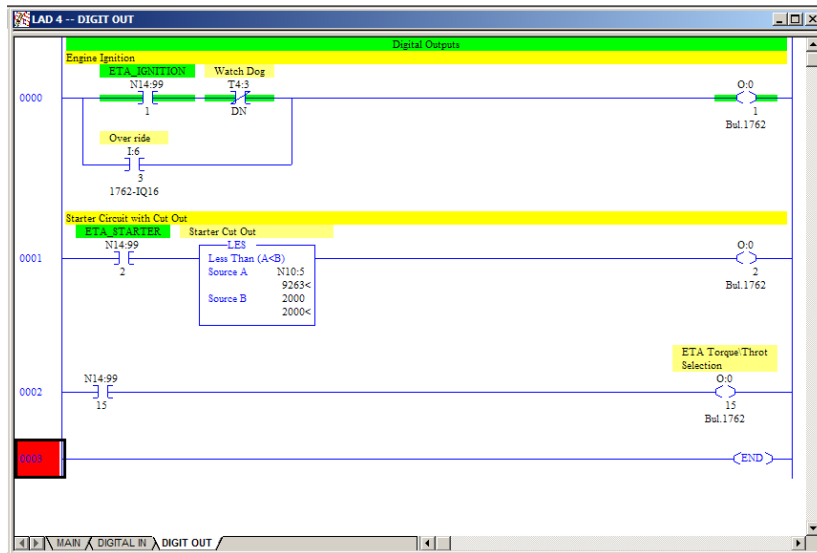 LAD 4 -- DIGIT OUT
Digital Outputs
Engine Ignition
ETA_IGNITION
Watch Dog
N14:99
T4:3
O:0
0000
1
DN
1
Bul.1762
Over ride
I:6
3
1762-IQ16
Starter Circuit with Cut Out
ETA_STARTER
Starter Cut Out
N14:99
LES
O:0
0001
Less Than (A<B)
2
Source A N10:5
2
9263<
Bul.1762
Source B 2000
2000<
ETA Torque\Throt
Selection
N14:99
O:0
0002
15
15
Bul.1762
0003
END
MAIN
DIGITAL IN
DIGIT OUT